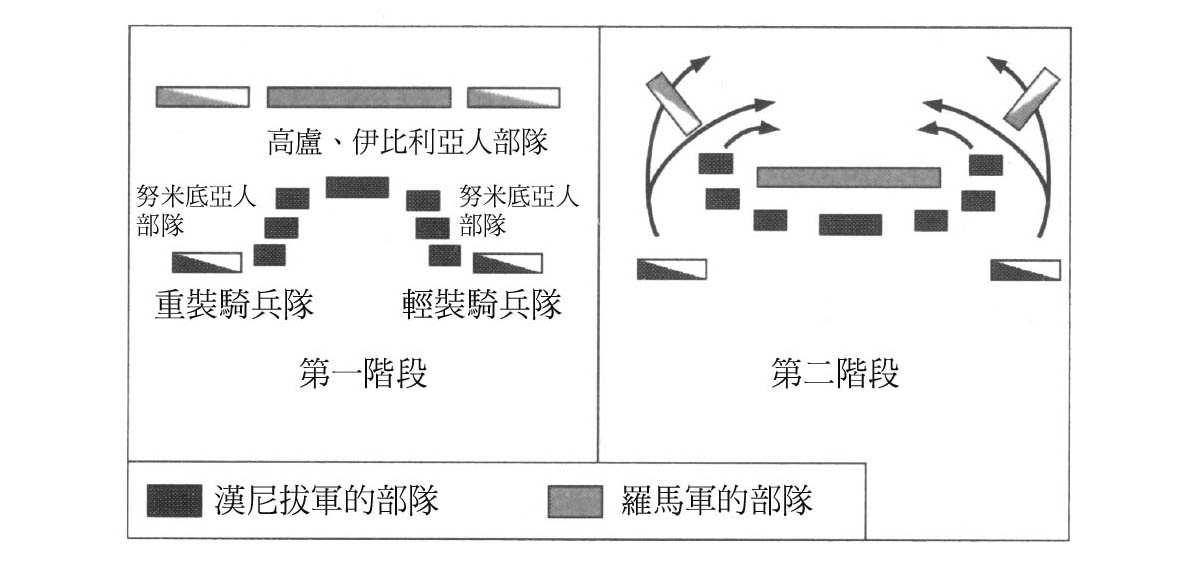 高盧、伊比利亞人部隊
努米底亞人
部隊
努米底亞人
部隊
重裝騎兵隊
輕裝騎兵隊
第一階段
第二階段
漢尼拔軍的部隊
羅馬軍的部隊